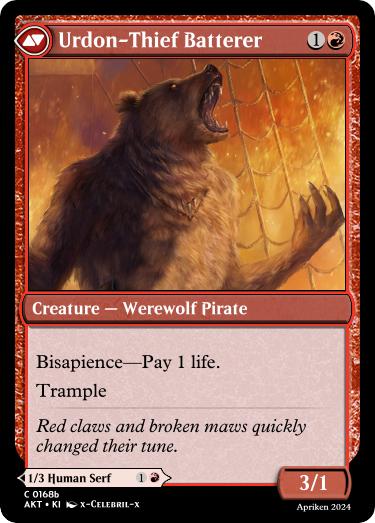 Urdon-Thief Batterer 1
Creature — Werewolf Pirate
Bisapience—Pay 1 life.
Trample
Red claws and broken maws quickly
changed their tune.
1/3 Human Serf 1
3/1
C 0168b
AKT • KI x-Celebril-x
Apriken 2024